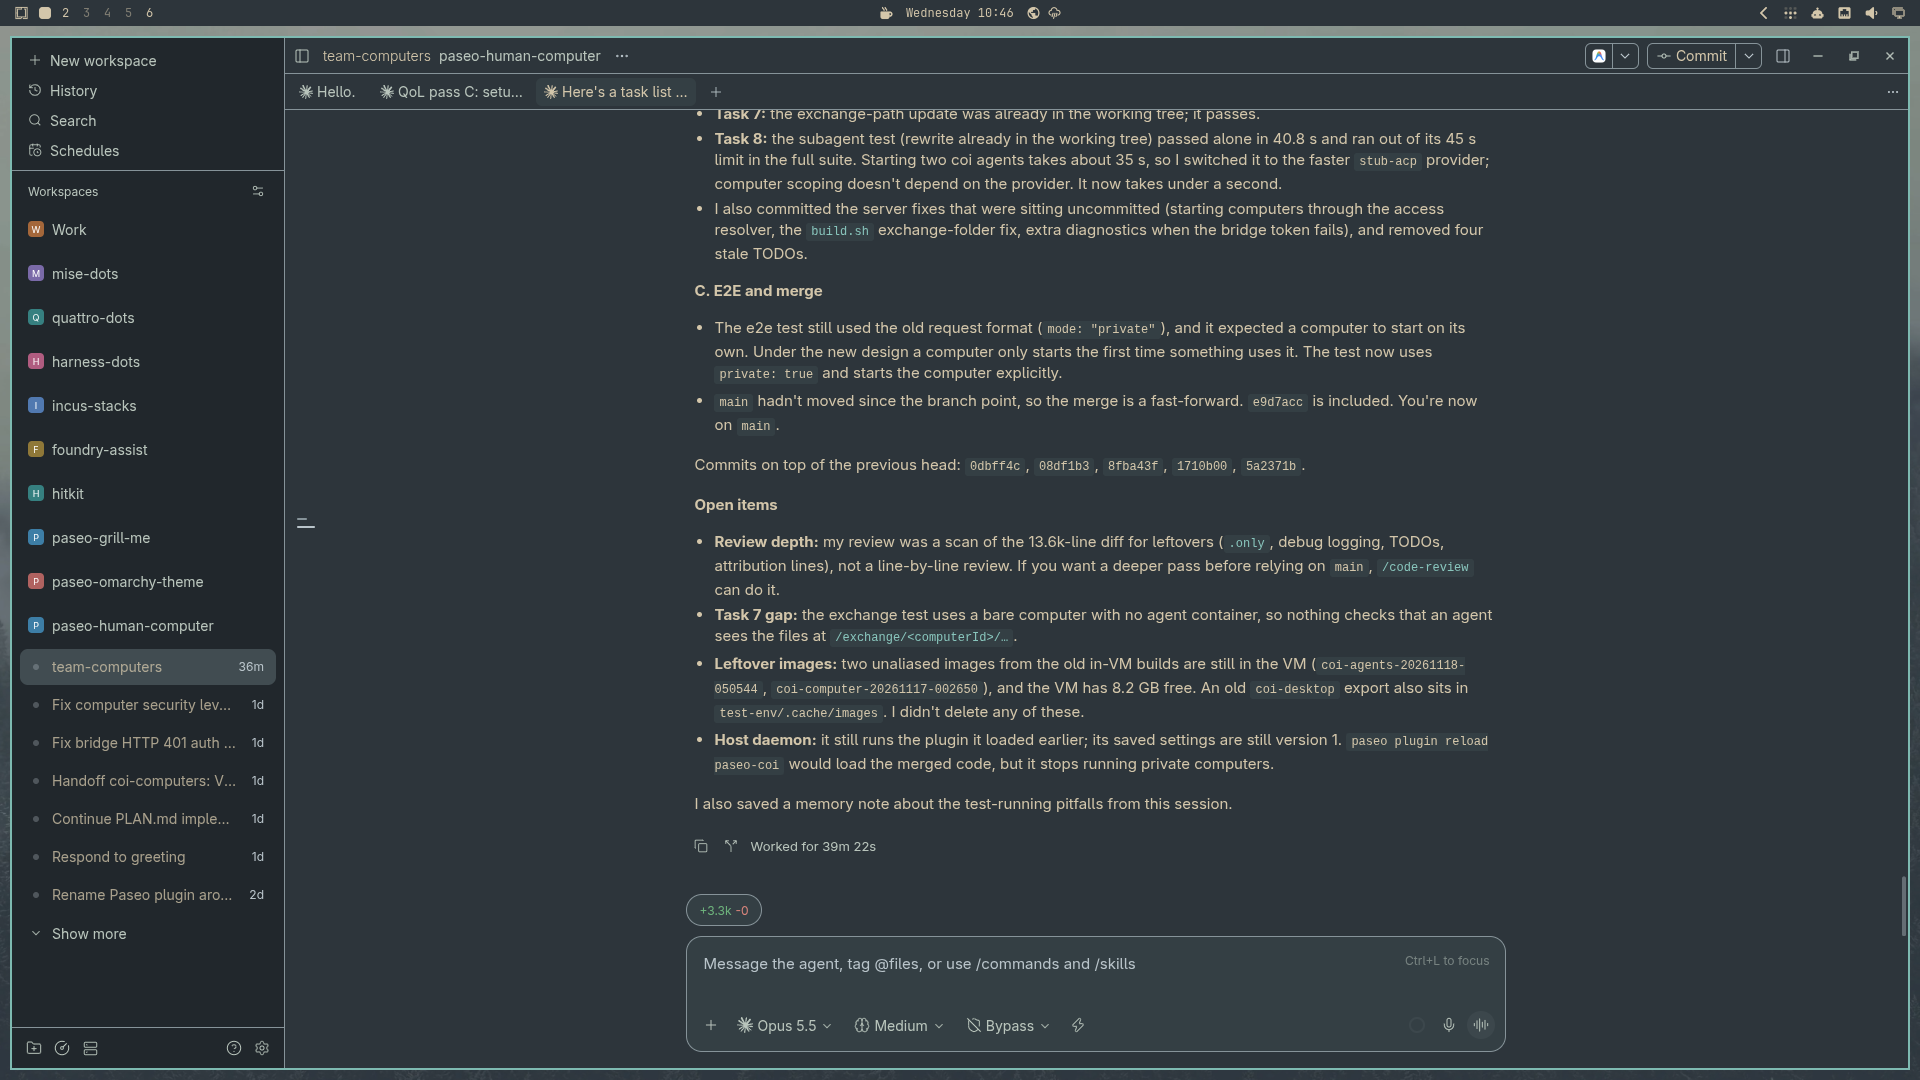 2 3 4 5 6
Wednesday 10:46
New workspace
History
Search
Schedules
Workspaces
W Work
M mise-dots
Q quattro-dots
H harness-dots
I incus-stacks
F foundry-assist
H hitkit
P paseo-grill-me
P paseo-omarchy-theme
P paseo-human-computer
team-computers 36m
Fix computer security lev... 1d
Fix bridge HTTP 401 auth ... 1d
Handoff coi-computers: V... 1d
Continue PLAN.md imple... 1d
Respond to greeting 1d
Rename Paseo plugin aro... 2d
Show more
team-computers paseo-human-computer ...
Commit
Hello.
QoL pass C: setu...
Here's a task list ...
Task 7: the exchange-path update was already in the working tree; it passes.
Task 8: the subagent test (rewrite already in the working tree) passed alone in 40.8 s and ran out of its 45 s
limit in the full suite. Starting two coi agents takes about 35 s, so I switched it to the faster stub-acp provider;
computer scoping doesn't depend on the provider. It now takes under a second.
I also committed the server fixes that were sitting uncommitted (starting computers through the access
resolver, the build.sh exchange-folder fix, extra diagnostics when the bridge token fails), and removed four
stale TODOs.
C. E2E and merge
The e2e test still used the old request format ( mode: "private" ), and it expected a computer to start on its
own. Under the new design a computer only starts the first time something uses it. The test now uses
private: true and starts the computer explicitly.
main hadn't moved since the branch point, so the merge is a fast-forward. e9d7acc is included. You're now
on main .
Commits on top of the previous head: 0dbff4c , 08df1b3 , 8fba43f , 1710b00 , 5a2371b .
Open items
Review depth: my review was a scan of the 13.6k-line diff for leftovers ( .only , debug logging, TODOs,
attribution lines), not a line-by-line review. If you want a deeper pass before relying on main , /code-review
can do it.
Task 7 gap: the exchange test uses a bare computer with no agent container, so nothing checks that an agent
sees the files at /exchange/<computerId>/… .
Leftover images: two unaliased images from the old in-VM builds are still in the VM ( coi-agents-20261118-
050544 , coi-computer-20261117-002650 ), and the VM has 8.2 GB free. An old coi-desktop export also sits in
test-env/.cache/images . I didn't delete any of these.
Host daemon: it still runs the plugin it loaded earlier; its saved settings are still version 1. paseo plugin reload
paseo-coi would load the merged code, but it stops running private computers.
I also saved a memory note about the test-running pitfalls from this session.
Worked for 39m 22s
+3.3k -0
Message the agent, tag @files, or use /commands and /skills
Ctrl+L to focus
Opus 5.5
Medium
Bypass